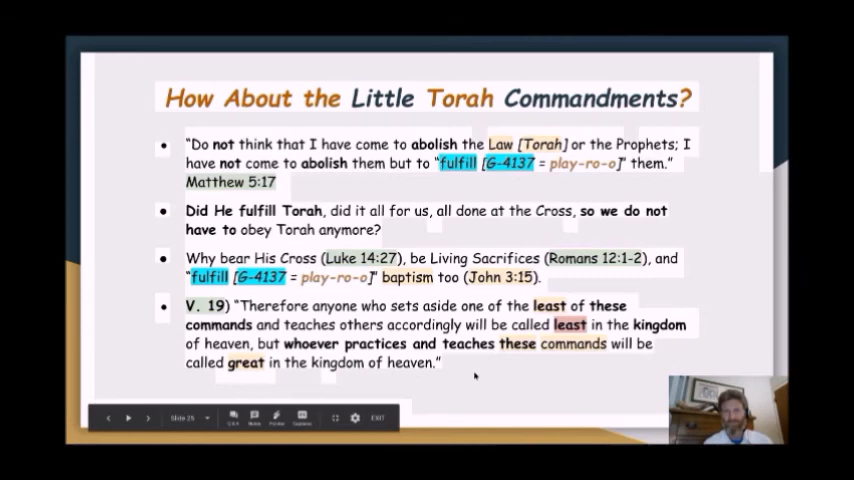 How About the Little Torah Commandments?
• "Do not think that I have come to abolish the Law [Torah] or the Prophets; I
have not come to abolish them but to "fulfill [G-4137 = play-ro-o]" them."
Matthew 5:17
• Did He fulfill Torah, did it all for us, all done at the Cross, so we do not
have to obey Torah anymore?
• Why bear His Cross (Luke 14:27), be Living Sacrifices (Romans 12:1-2), and
"fulfill [G-4137 = play-ro-o]" baptism too (John 3:15).
• V. 19) "Therefore anyone who sets aside one of the least of these
commands and teaches others accordingly will be called least in the kingdom
of heaven, but whoever practices and teaches these commands will be
called great in the kingdom of heaven."
Slide 25
Q & A Notes Pointer Captions
EXIT